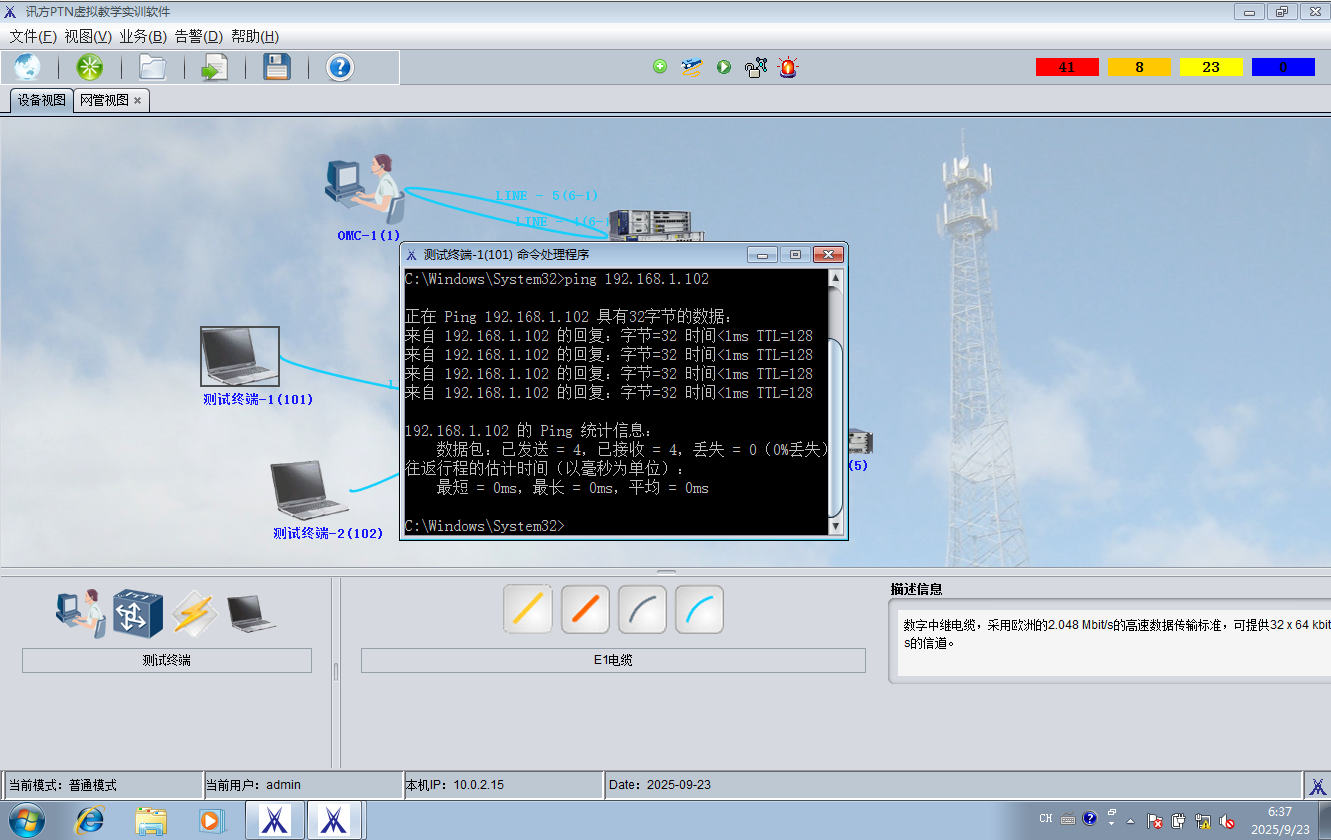 讯方PTN虚拟教学实训软件
文件(F) 视图(V) 业务(B) 告警(D) 帮助(H)
41 8 23 0
设备视图 网管视图
LINE - 5(6-1)
OMC-1(1)
测试终端-1(101)
测试终端-2(102)
(5)
测试终端-1(101) 命令处理程序
C:\Windows\System32>ping 192.168.1.102
正在 Ping 192.168.1.102 具有32字节的数据:
来自 192.168.1.102 的回复: 字节=32 时间<1ms TTL=128
来自 192.168.1.102 的回复: 字节=32 时间<1ms TTL=128
来自 192.168.1.102 的回复: 字节=32 时间<1ms TTL=128
来自 192.168.1.102 的回复: 字节=32 时间<1ms TTL=128
192.168.1.102 的 Ping 统计信息:
数据包: 已发送 = 4, 已接收 = 4, 丢失 = 0 (0%丢失)
往返行程的估计时间 (以毫秒为单位) :
最短 = 0ms, 最长 = 0ms, 平均 = 0ms
C:\Windows\System32>
测试终端
E1电缆
描述信息
数字中继电缆，采用欧洲的2.048 Mbit/s的高速数据传输标准，可提供32 x 64 kbit
s的信道。
当前模式：普通模式
当前用户：admin
本机IP：10.0.2.15
Date：2025-09-23
CH
6:37
2025/9/23